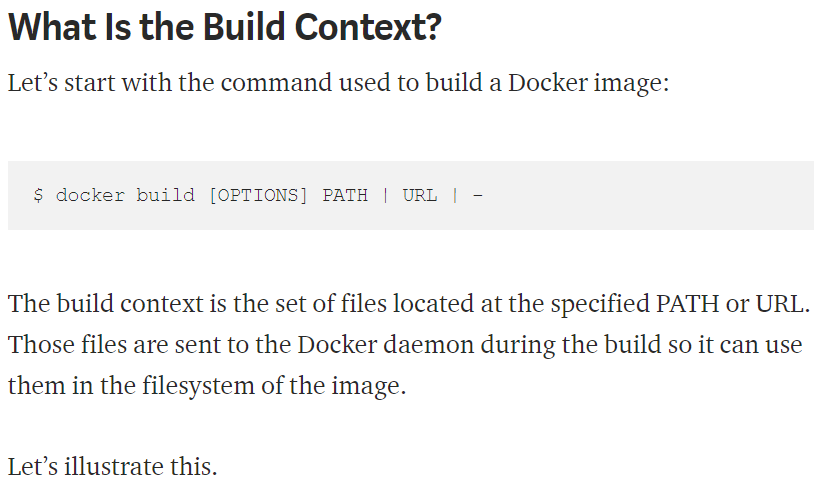 What Is the Build Context?
Let’s start with the command used to build a Docker image:
$ docker build [OPTIONS] PATH | URL | -
The build context is the set of files located at the specified PATH or URL.
Those files are sent to the Docker daemon during the build so it can use
them in the filesystem of the image.
Let’s illustrate this.